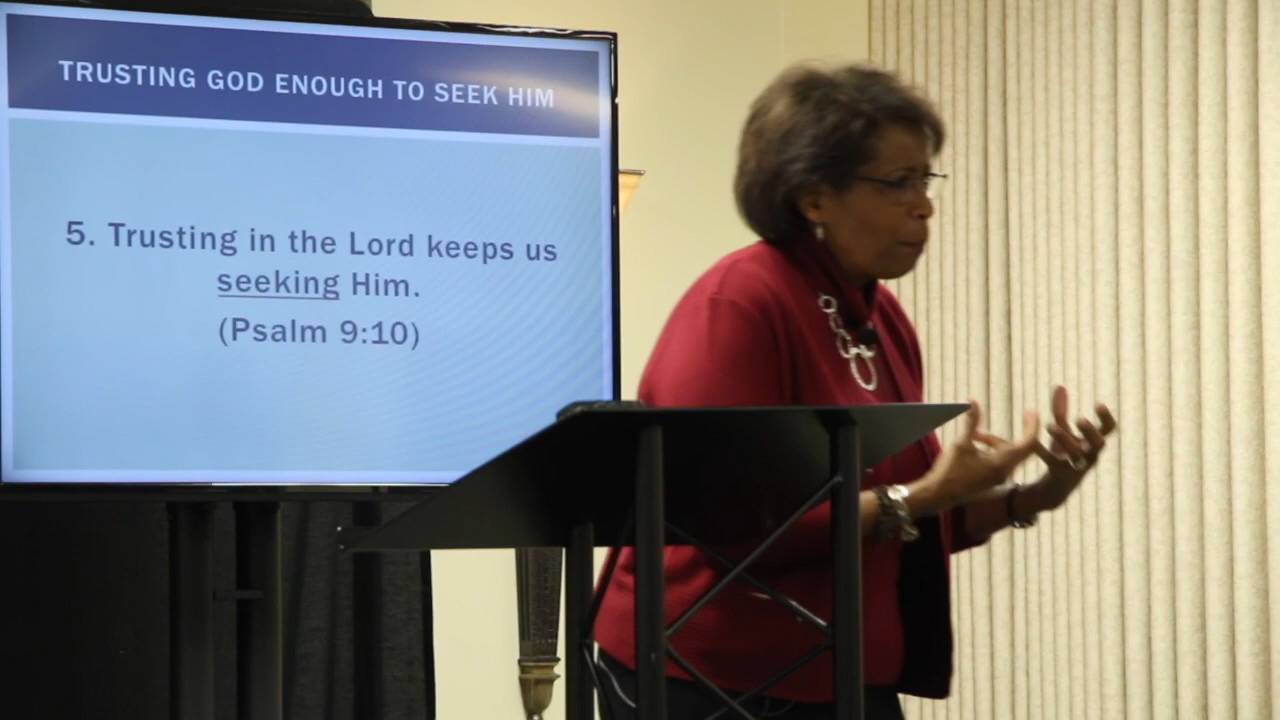 TRUSTING GOD ENOUGH TO SEEK HIM
5. Trusting in the Lord keeps us
seeking Him.
(Psalm 9:10)